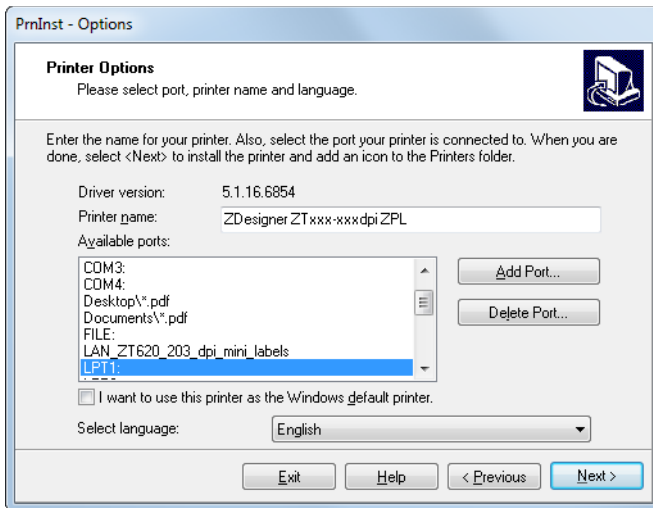 PrnInst - Options
Printer Options
Please select port, printer name and language.
Enter the name for your printer. Also, select the port your printer is connected to. When you are
done, select <Next> to install the printer and add an icon to the Printers folder.
Driver version: 5.1.16.6854
Printer name: ZDesigner ZTxxx-xxxdpi ZPL
Available ports:
COM3:
COM4:
Desktop\*.pdf
Documents\*.pdf
FILE:
LAN_ZT620_203_dpi_mini_labels
LPT1:
Add Port...
Delete Port...
I want to use this printer as the Windows default printer.
Select language: English
Exit Help < Previous Next >